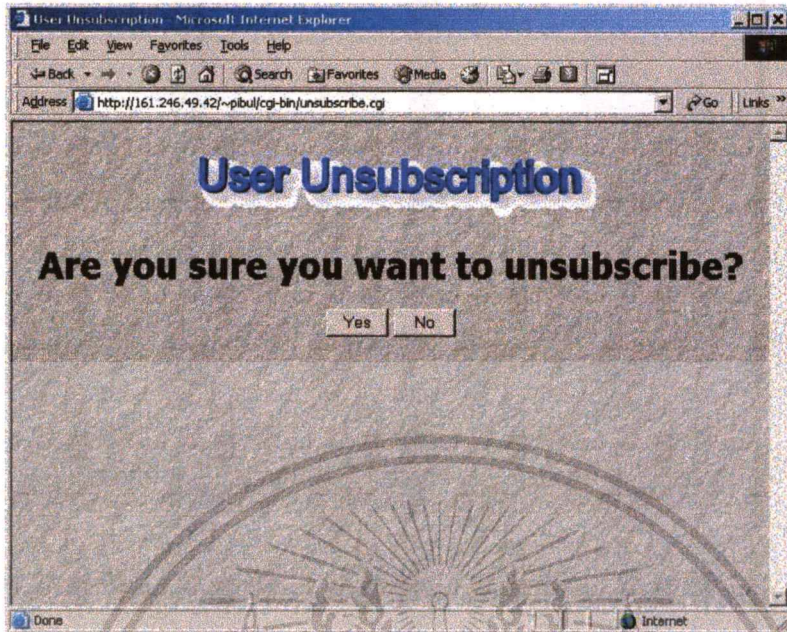 User Unsubscription - Microsoft Internet Explorer
File Edit View Favorites Tools Help
Back Search Favorites Media
Address http://161.246.49.42/~pibul/cgi-bin/unsubscribe.cgi Go Links »
User Unsubscription
Are you sure you want to unsubscribe?
Yes No
Done Internet